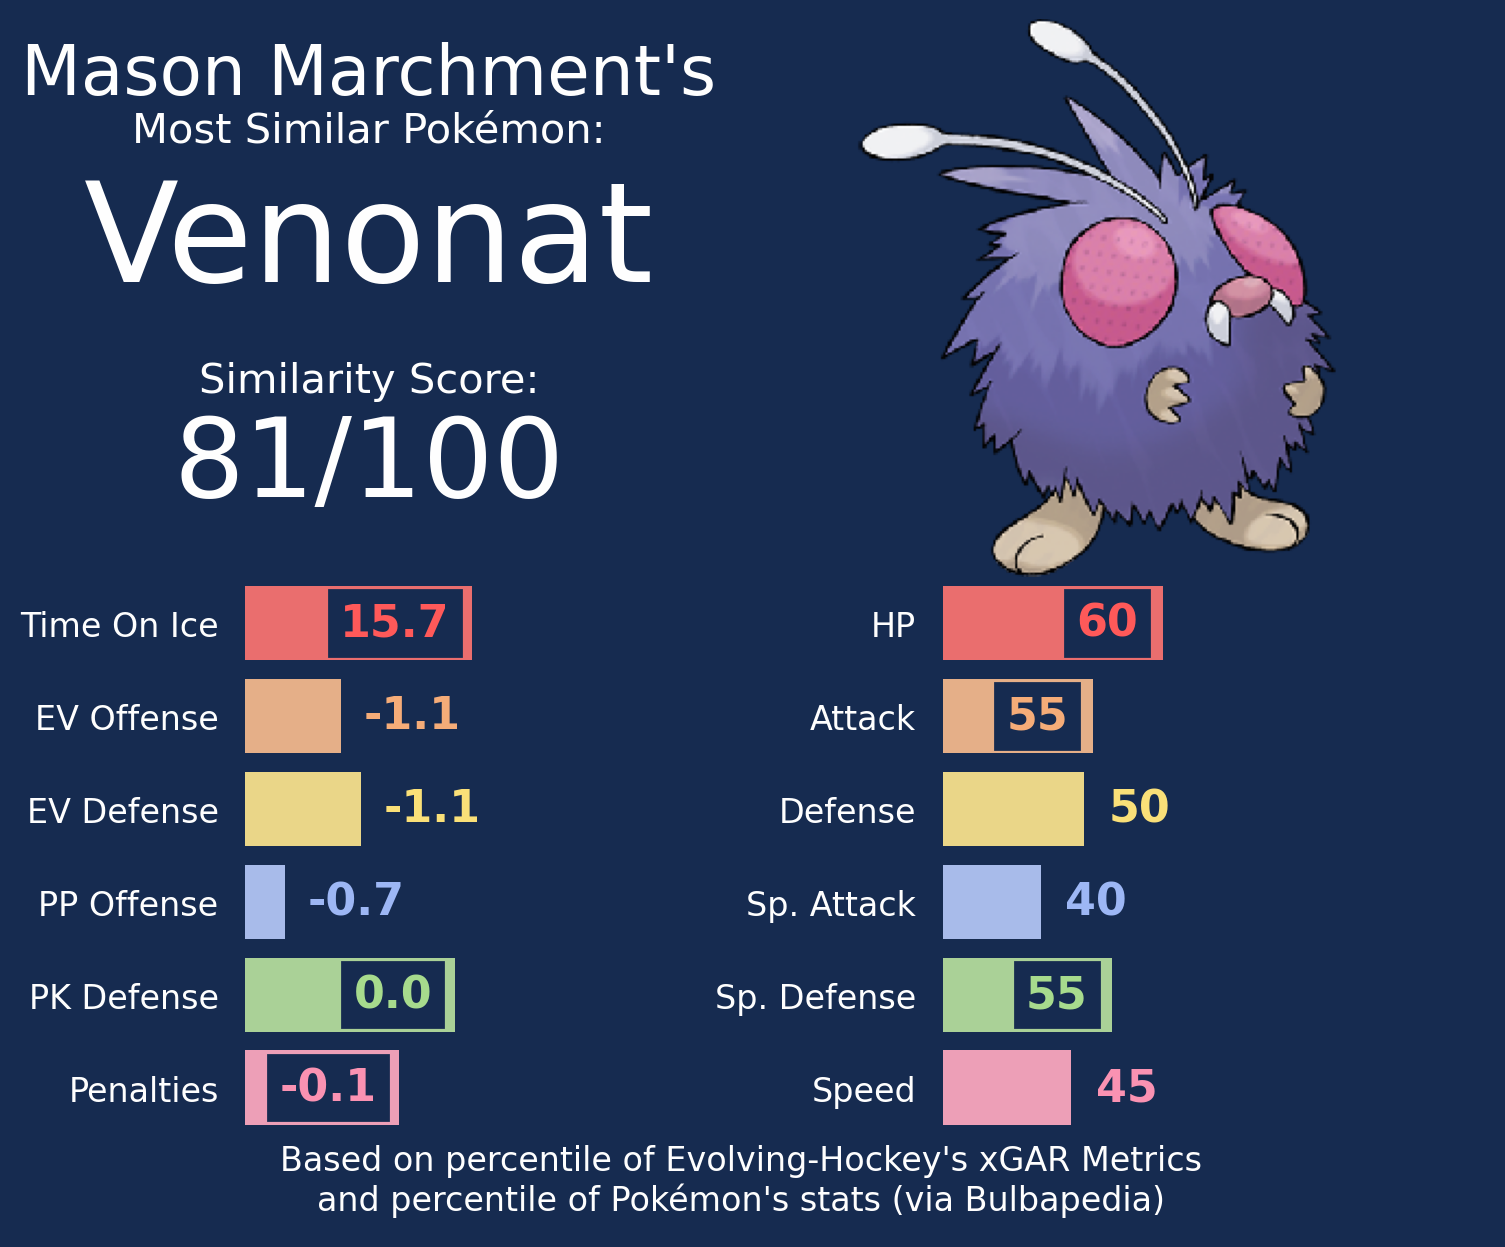 Mason Marchment's
Most Similar Pokémon:
Venonat
Similarity Score:
81/100
Time On Ice 15.7
EV Offense -1.1
EV Defense -1.1
PP Offense -0.7
PK Defense 0.0
Penalties -0.1
HP 60
Attack 55
Defense 50
Sp. Attack 40
Sp. Defense 55
Speed 45
Based on percentile of Evolving-Hockey's xGAR Metrics
and percentile of Pokémon's stats (via Bulbapedia)